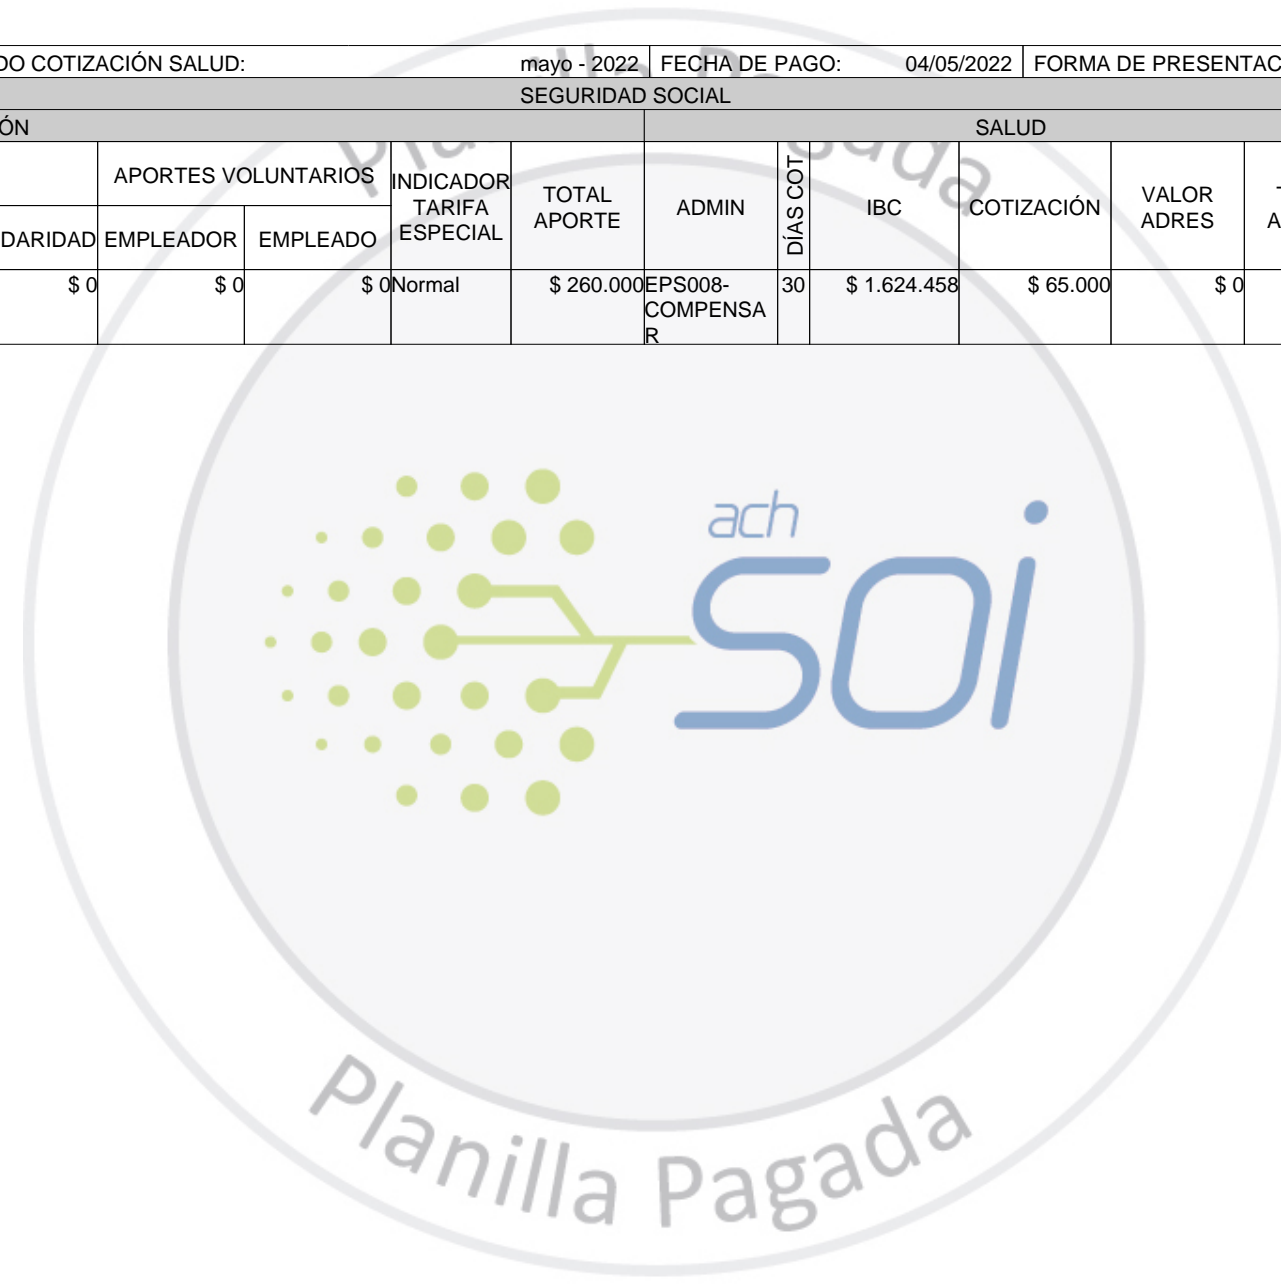 DO COTIZACIÓN SALUD: mayo - 2022 FECHA DE PAGO: 04/05/2022 FORMA DE PRESENTAC
SEGURIDAD SOCIAL
ÓN SALUD
APORTES VOLUNTARIOS INDICADOR TARIFA ESPECIAL TOTAL APORTE ADMIN DÍAS COT IBC COTIZACIÓN VALOR ADRES
DARIDAD EMPLEADOR EMPLEADO
$ 0 $ 0 $ 0 Normal $ 260.000 EPS008- 30 $ 1.624.458 $ 65.000 $ 0
COMPENSA
R
Planilla Pagada
ach
soi
Planilla Pagada